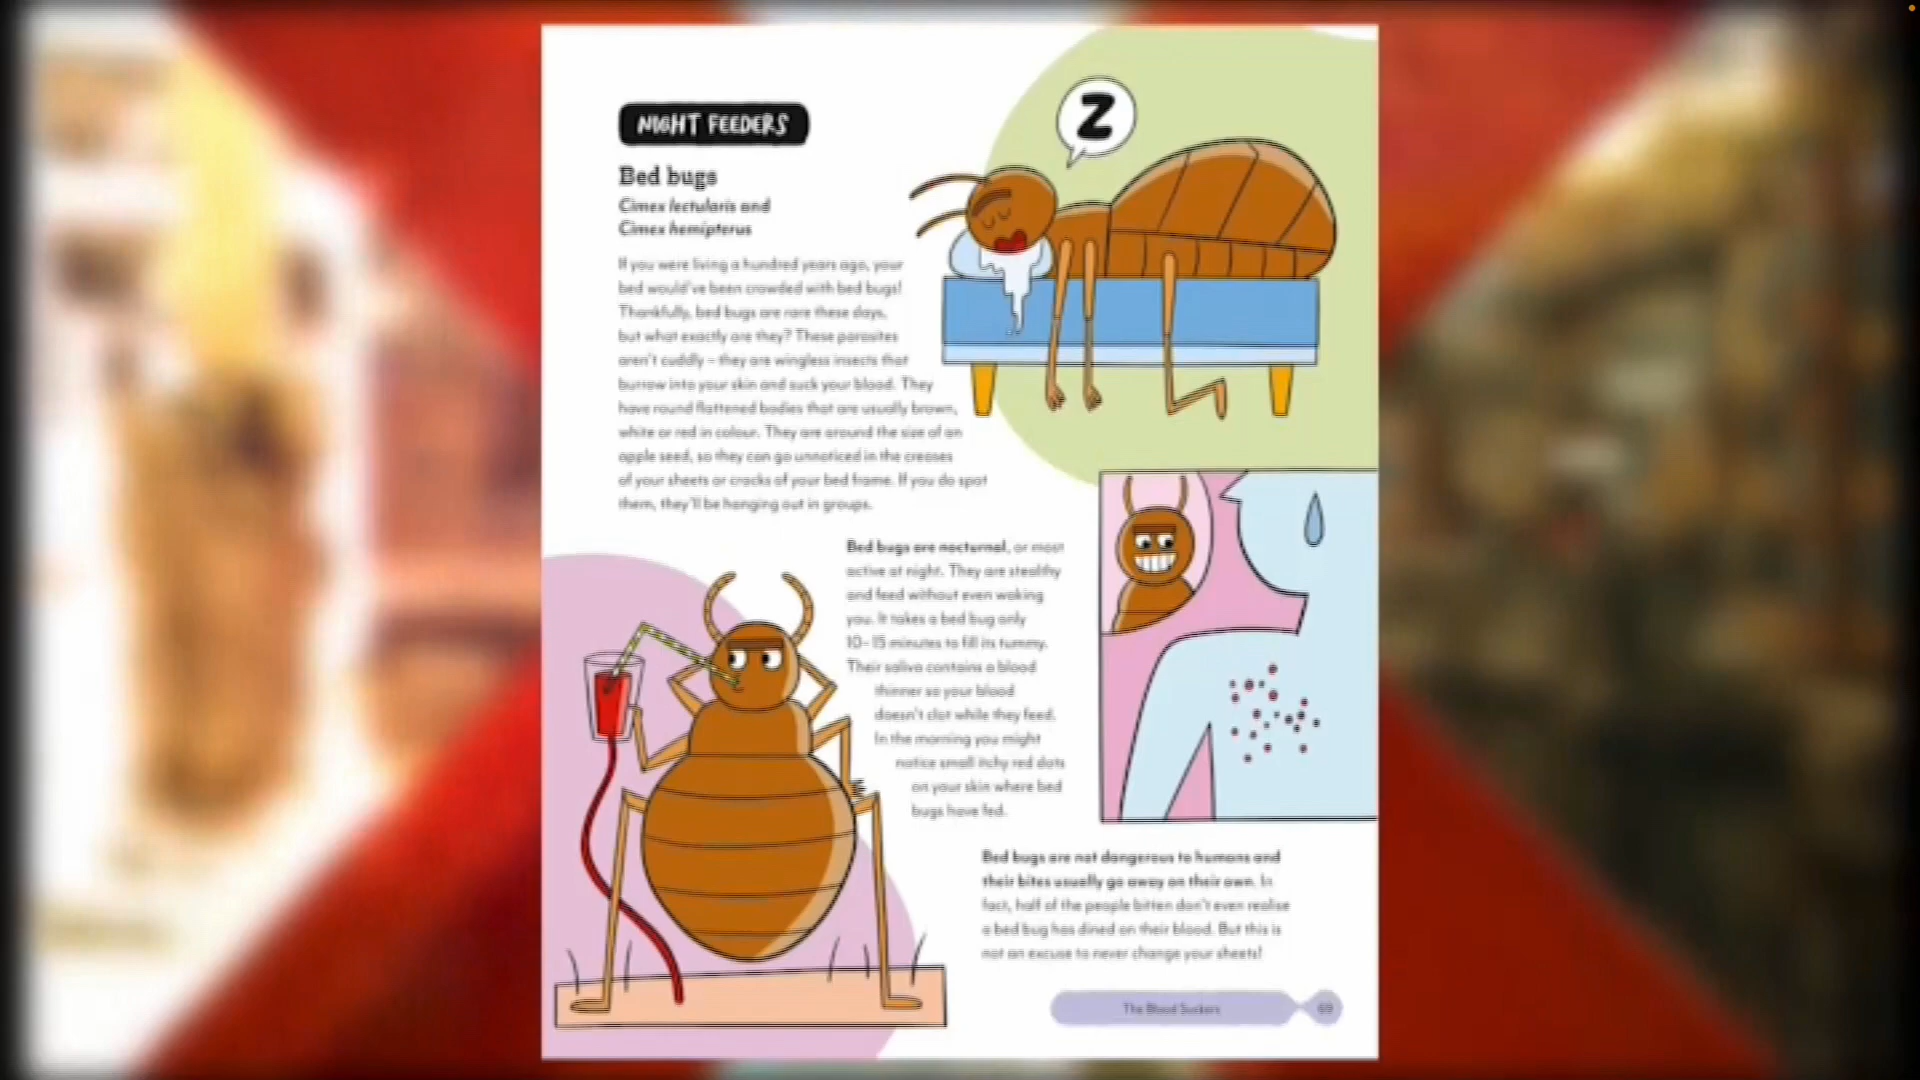 NIGHT FEEDERS
Bed bugs
Cimex lectularis and
Cimex hemipterus
If you were living a hundred years ago, your
bed would've been crowded with bed bugs!
Thankfully, bed bugs are rare these days,
but what exactly are they? These parasites
aren't cuddly – they are wingless insects that
burrow into your skin and suck your blood. They
have round flattened bodies that are usually brown,
white or red in colour. They are around the size of an
apple seed, so they can go unnoticed in the creases
of your sheets or cracks of your bed frame. If you do spot
them, they'll be hanging out in groups.
Z
Bed bugs are nocturnal, or most
active at night. They are stealthy
and feed without even waking
you. It takes a bed bug only
10–15 minutes to fill its tummy.
Their saliva contains a blood
thinner so your blood
doesn't clot while they feed.
In the morning you might
notice small itchy red dots
on your skin where bed
bugs have fed.
Bed bugs are not dangerous to humans and
their bites usually go away on their own. In
fact, half of the people bitten don't even realise
a bed bug has dined on their blood. But this is
not an excuse to never change your sheets!
The Blood Suckers
69